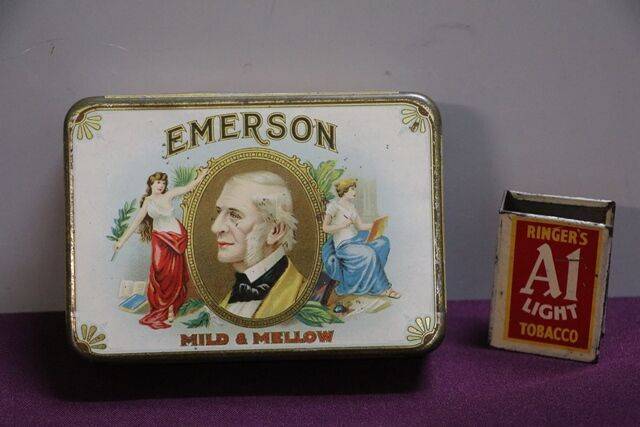 EMERSON
MILD & MELLOW
RINGER'S
A1
LIGHT
TOBACCO